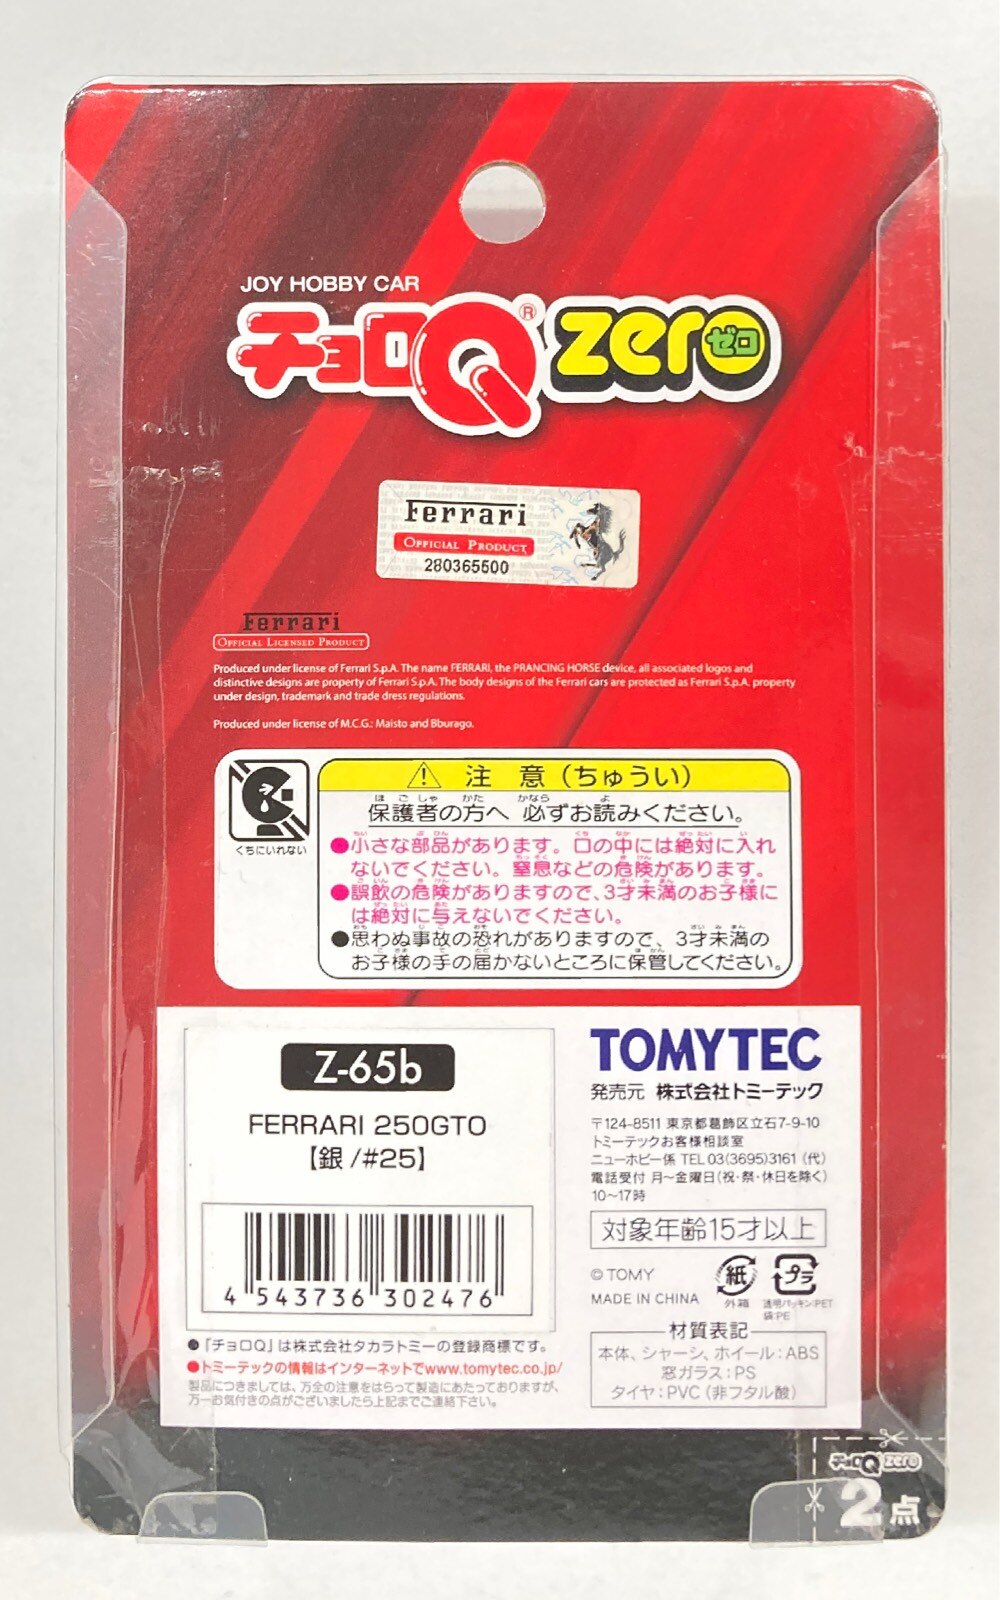 JOY HOBBY CAR
チョロQ® zero ゼロ
Ferrari
OFFICIAL PRODUCT
280365500
Ferrari
OFFICIAL LICENSED PRODUCT
Produced under license of Ferrari S.p.A. The name FERRARI, the PRANCING HORSE device, all associated logos and
distinctive designs are property of Ferrari S.p.A. The body designs of the Ferrari cars are protected as Ferrari S.p.A. property
under design, trademark and trade dress regulations.
Produced under license of M.C.G.: Maisto and Bburago.
くちにいれない
⚠ 注 意(ちゅうい)
保護者の方へ 必ずお読みください。
●小さな部品があります。口の中には絶対に入れ
ないでください。窒息などの危険があります。
●誤飲の危険がありますので、3才未満のお子様に
は絶対に与えないでください。
●思わぬ事故の恐れがありますので、3才未満の
お子様の手の届かないところに保管してください。
Z-65b
FERRARI 250GTO
【銀/#25】
4 543736 302476
●「チョロQ」は株式会社タカラトミーの登録商標です。
●トミーテックの情報はインターネットでwww.tomytec.co.jp/
製品につきましては、万全の注意をはらって製造にあたっておりますが、
万一お気付きの点がございましたら上記までご連絡下さい。
TOMYTEC
発売元 株式会社トミーテック
〒124-8511 東京都葛飾区立石7-9-10
トミーテックお客様相談室
ニューホビー係 TEL 03(3695)3161 (代)
電話受付 月~金曜日(祝・祭・休日を除く)
10~17時
対象年齢15才以上
© TOMY
MADE IN CHINA
紙
外箱
プラ
透明パッキン:PET
袋:PE
材質表記
本体、シャーシ、ホイール:ABS
窓ガラス:PS
タイヤ:PVC(非フタル酸)
チョロQ zero
2点